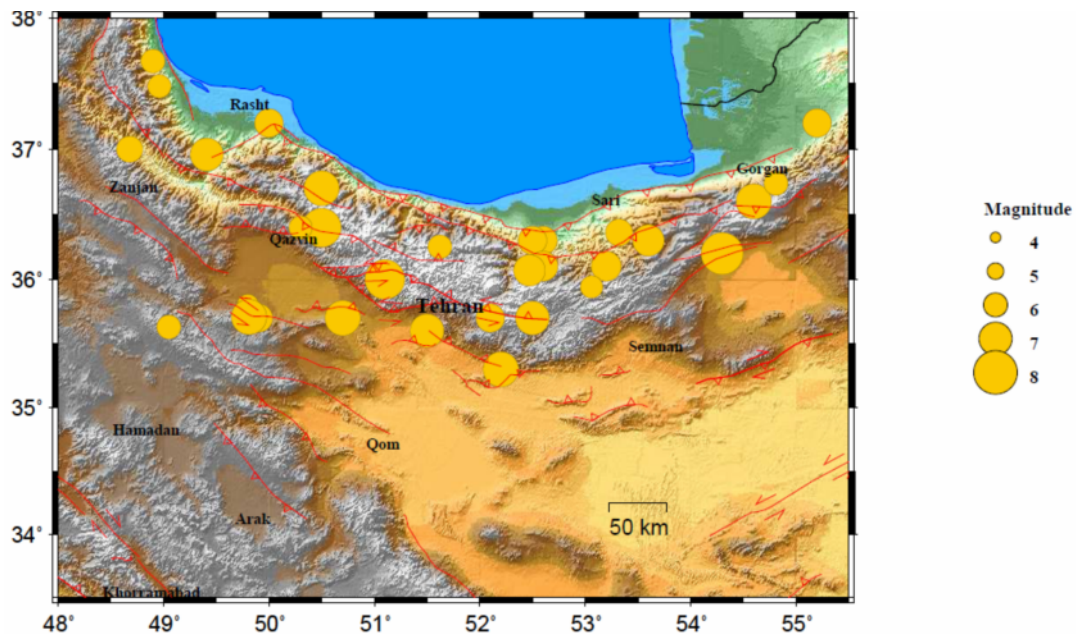 38°
37°
36°
35°
34°
48°
49°
50°
51°
52°
53°
54°
55°
Rasht
Zanjan
Gorgan
Sari
Qazvin
Tehran
Semnan
Hamadan
Qom
Arak
Khorramabad
50 km
Magnitude
4
5
6
7
8